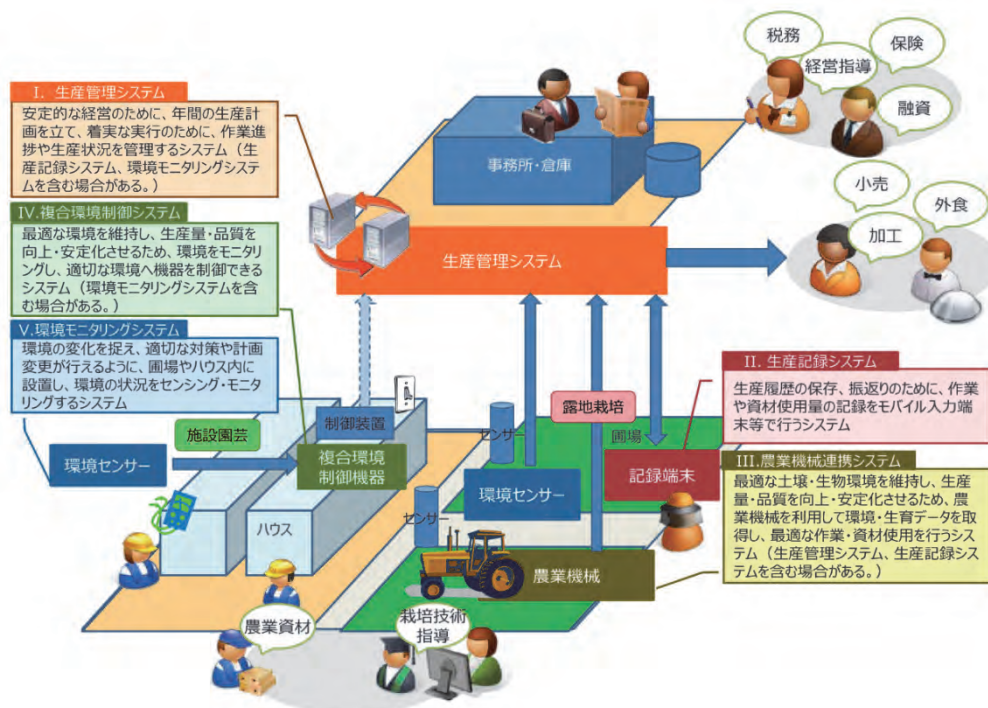 税務
保険
経営指導
融資
I. 生産管理システム
安定的な経営のために、年間の生産計
画を立て、着実な実行のために、作業進
捗や生産状況を管理するシステム（生
産記録システム、環境モニタリングシステ
ムを含む場合がある。）
事務所・倉庫
小売
外食
加工
IV.複合環境制御システム
最適な環境を維持し、生産量・品質を
向上・安定化させるため、環境をモニタリ
ングし、適切な環境へ機器を制御できる
システム（環境モニタリングシステムを含
む場合がある。）
生産管理システム
V.環境モニタリングシステム
環境の変化を捉え、適切な対策や計画
変更が行えるように、圃場やハウス内に
設置し、環境の状況をセンシング・モニタ
リングするシステム
II. 生産記録システム
生産履歴の保存、振返りのために、作業
や資材使用量の記録をモバイル入力端
末等で行うシステム
露地栽培
制御装置
施設園芸
センサー
圃場
環境センサー
複合環境
制御機器
環境センサー
記録端末
III.農業機械連携システム
最適な土壌・生物環境を維持し、生産
量・品質を向上・安定化させるため、農
業機械を利用して環境・生育データを取
得し、最適な作業・資材使用を行うシス
テム（生産管理システム、生産記録シス
テムを含む場合がある。）
ハウス
センサー
農業機械
農業資材
栽培技術
指導